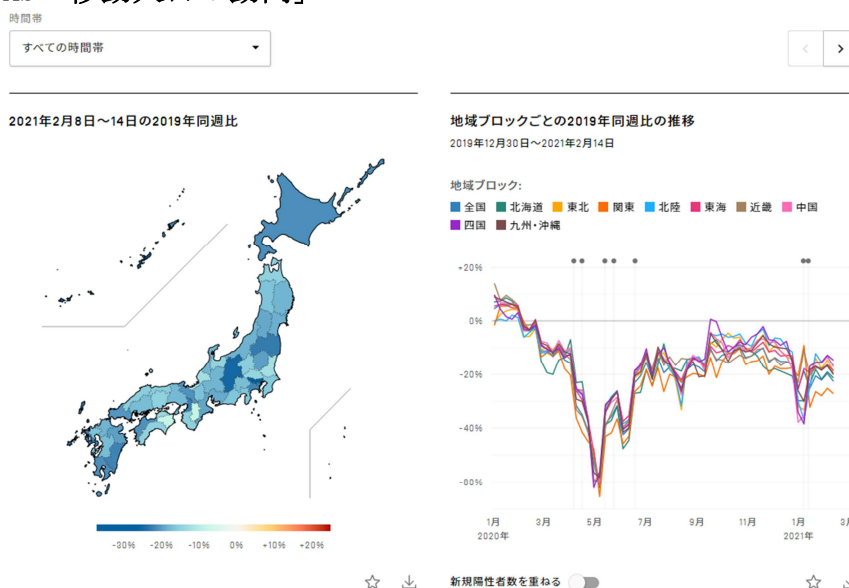 時間帯
すべての時間帯
2021年2月8日～14日の2019年同週比
-30% -20% -10% 0% +10% +20%
地域ブロックごとの2019年同週比の推移
2019年12月30日～2021年2月14日
地域ブロック:
全国 北海道 東北 関東 北陸 東海 近畿 中国
四国 九州・沖縄
+20%
0%
-20%
-40%
-60%
1月 3月 5月 7月 9月 11月 1月
2020年 2021年
新規陽性者数を重ねる